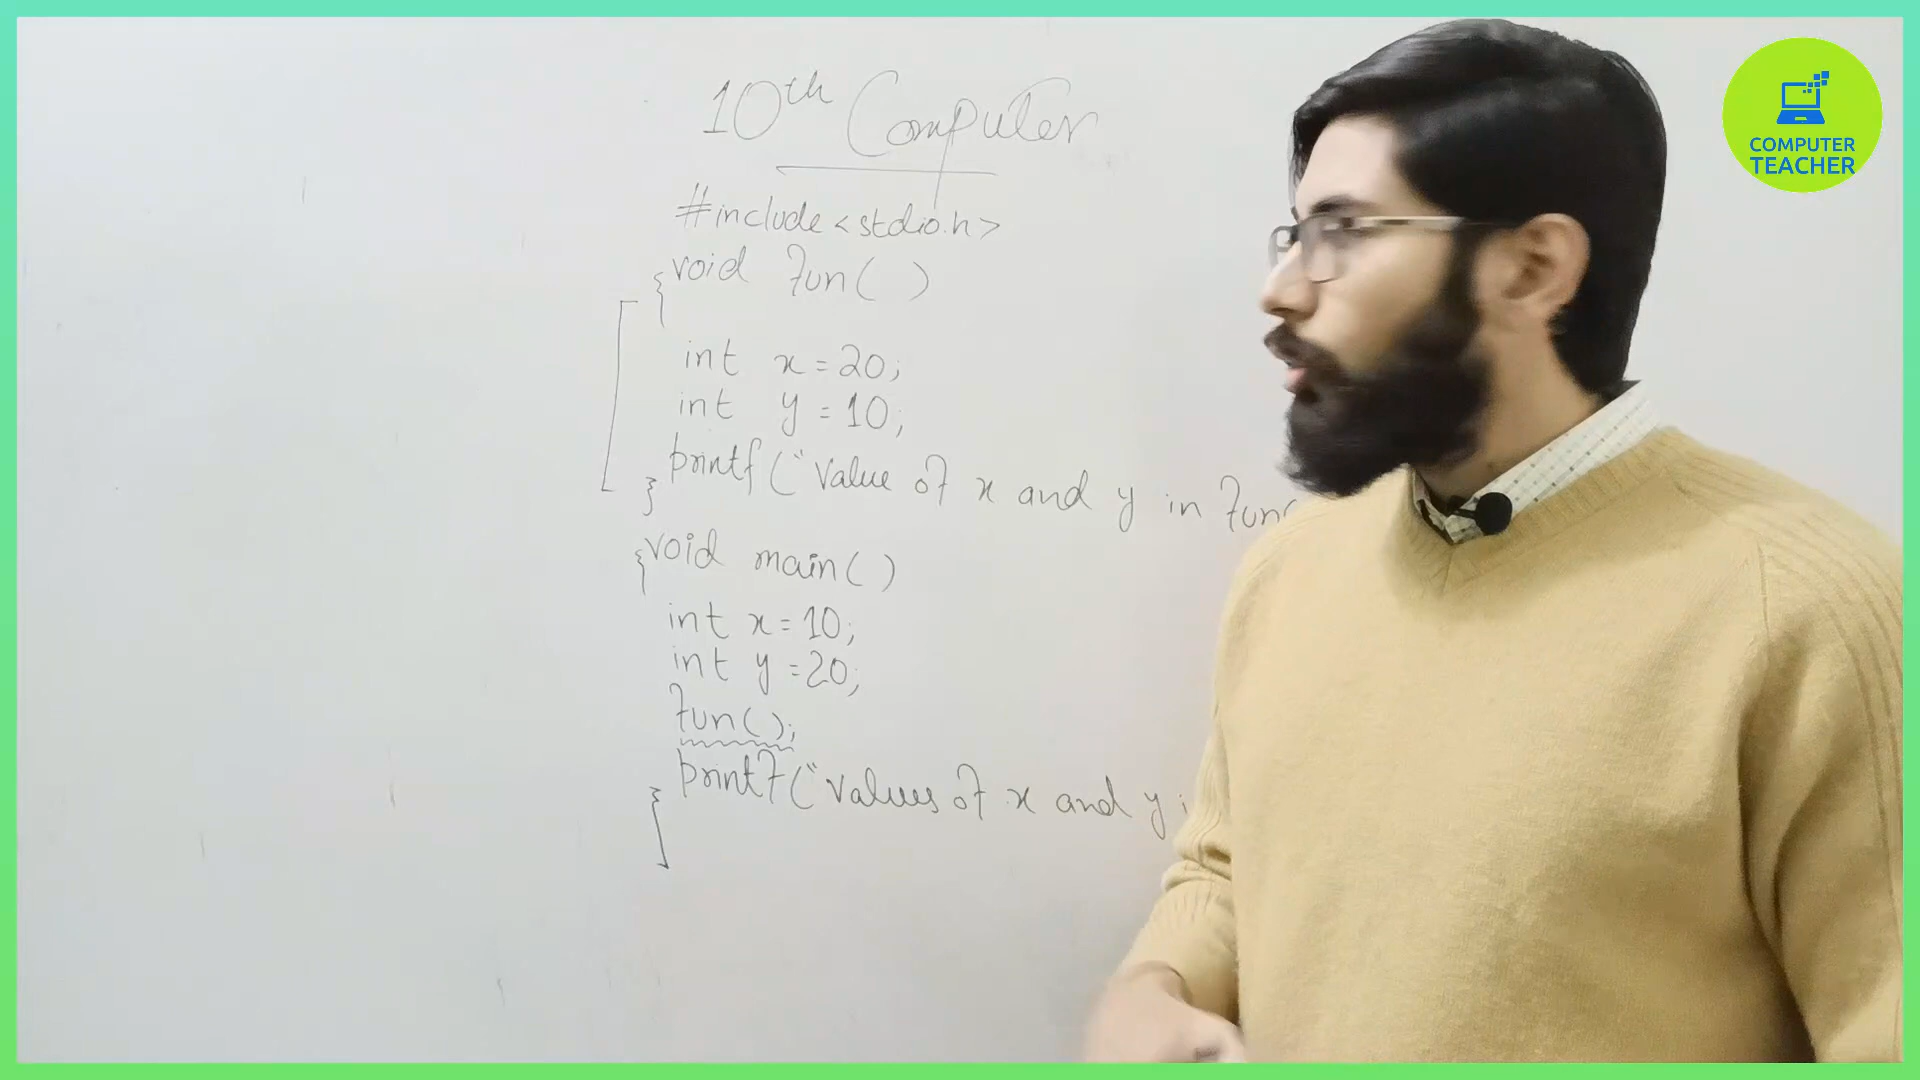 10th Computer
#include<stdio.h>
{void fun( )
int x=20;
int y=10;
printf("Value of x and y in fun(
}
{void main( )
int x=10;
int y=20;
fun();
printf("values of x and y i
}
COMPUTER
TEACHER